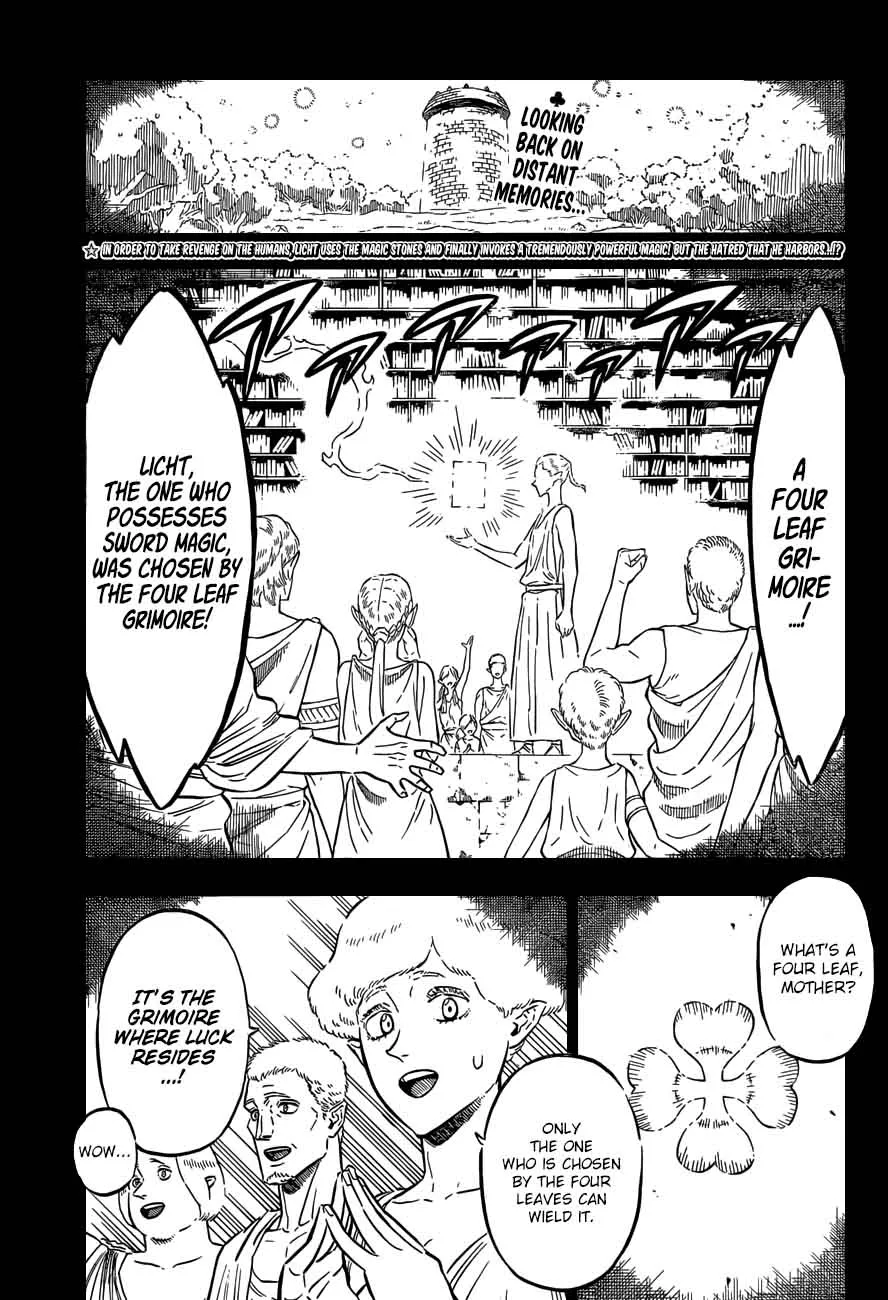 LOOKING
BACK ON
DISTANT
MEMORIES...
☆ IN ORDER TO TAKE REVENGE ON THE HUMANS, LICHT USES THE MAGIC STONES AND FINALLY INVOKES A TREMENDOUSLY POWERFUL MAGIC! BUT THE HATRED THAT HE HARBORS...!?
A
FOUR
LEAF
GRI-
MOIRE
...!
LICHT,
THE ONE WHO
POSSESSES
SWORD MAGIC,
WAS CHOSEN BY
THE FOUR LEAF
GRIMOIRE!
WHAT'S A
FOUR LEAF,
MOTHER?
IT'S THE
GRIMOIRE
WHERE LUCK
RESIDES
...!
ONLY
THE ONE
WHO IS CHOSEN
BY THE FOUR
LEAVES CAN
WIELD IT.
WOW...